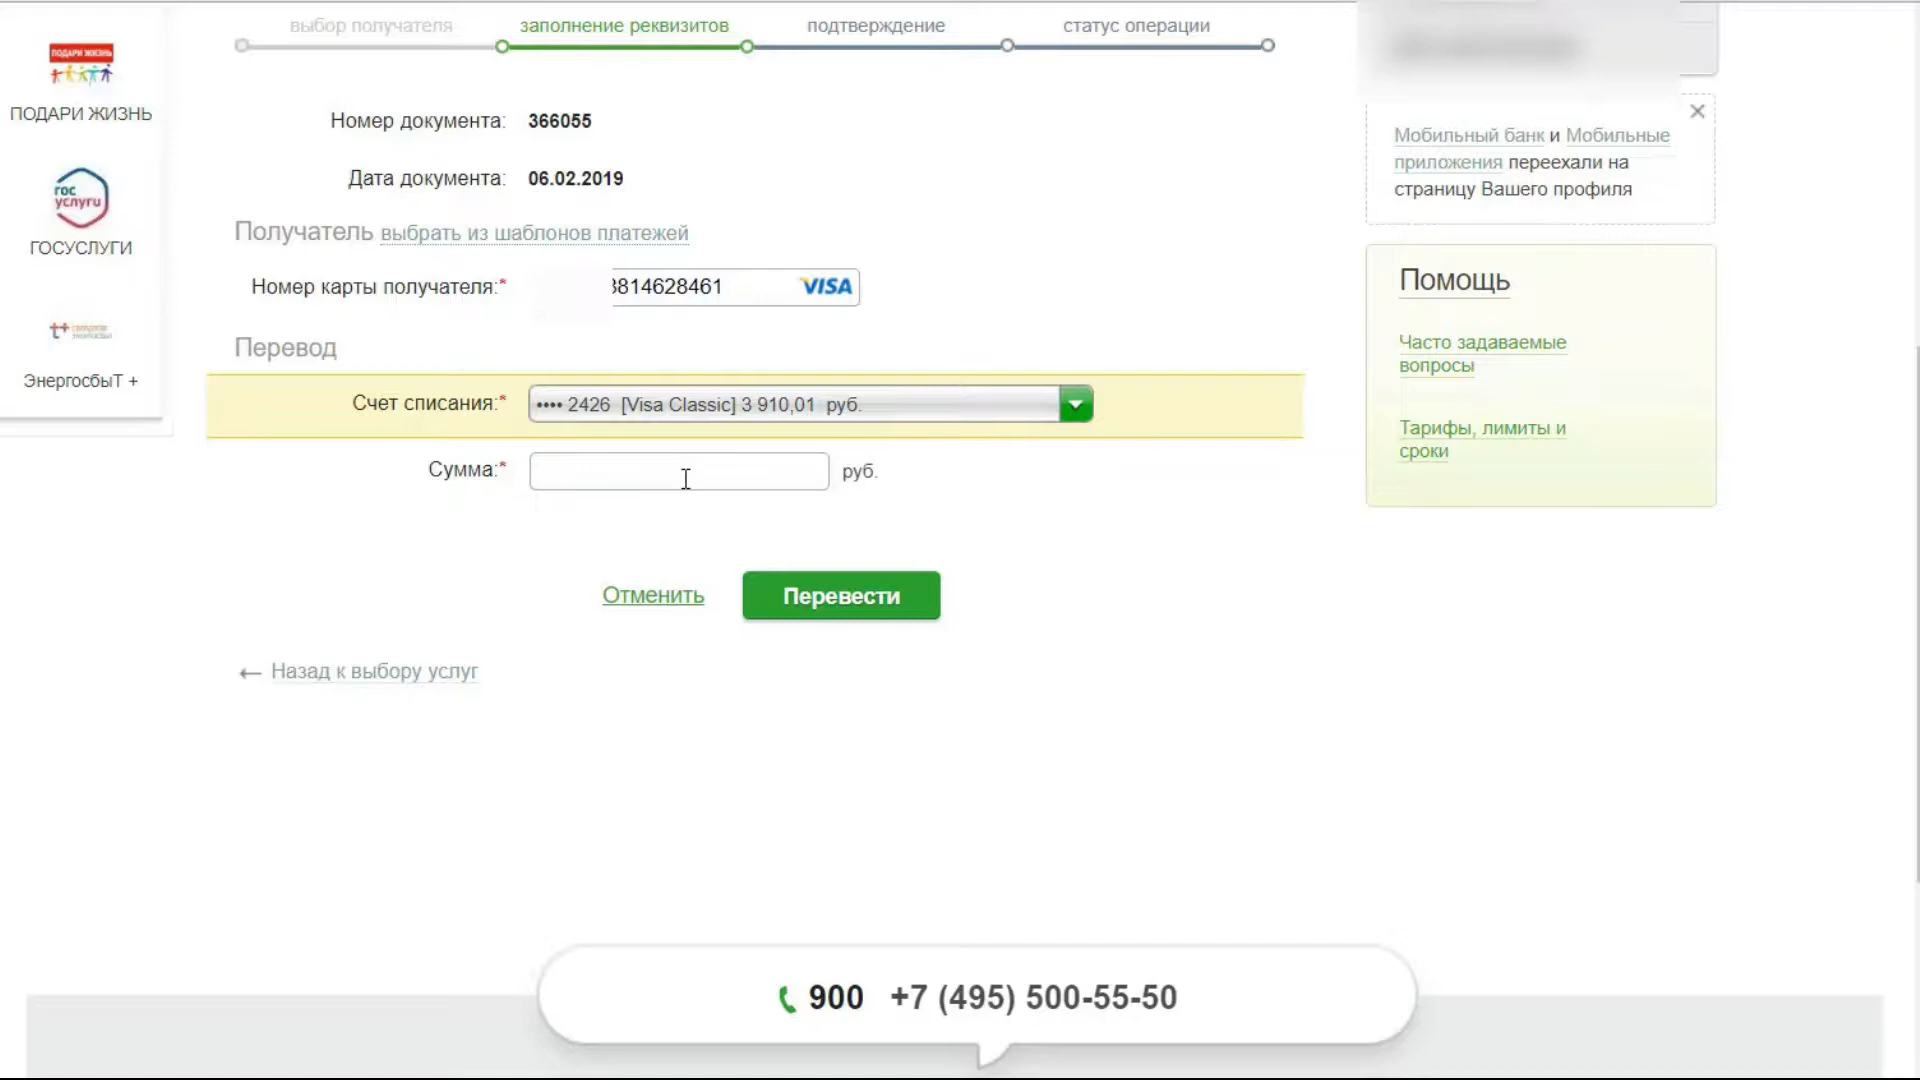 выбор получателя
заполнение реквизитов
подтверждение
статус операции
ПОДАРИ ЖИЗНЬ
ПОДАРИ ЖИЗНЬ
гос
услуги
ГОСУСЛУГИ
ЭнергосбыТ +
Номер документа: 366055
Дата документа: 06.02.2019
Получатель выбрать из шаблонов платежей
Номер карты получателя:* 3814628461 VISA
Перевод
Счет списания:* •••• 2426 [Visa Classic] 3 910,01 руб.
Сумма:* руб.
Отменить Перевести
← Назад к выбору услуг
Мобильный банк и Мобильные
приложения переехали на
страницу Вашего профиля
Помощь
Часто задаваемые
вопросы
Тарифы, лимиты и
сроки
900 +7 (495) 500-55-50